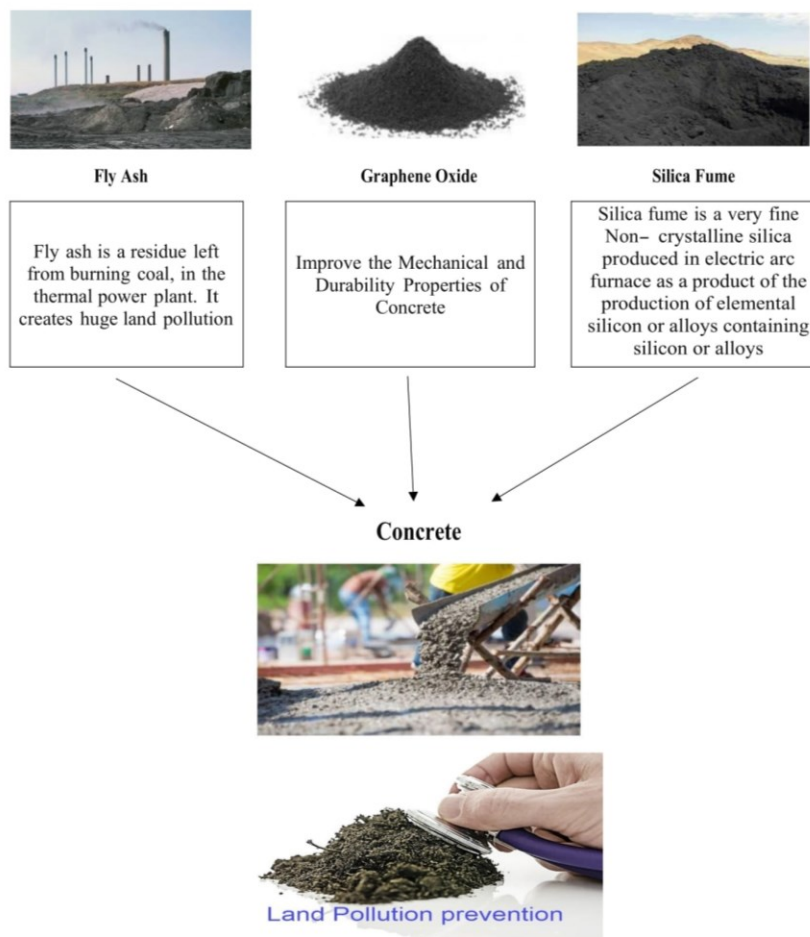 Fly Ash
Graphene Oxide
Silica Fume
Fly ash is a residue left
from burning coal, in the
thermal power plant. It
creates huge land pollution
Improve the Mechanical and
Durability Properties of
Concrete
Silica fume is a very fine
Non– crystalline silica
produced in electric arc
furnace as a product of the
production of elemental
silicon or alloys containing
silicon or alloys
Concrete
Land Pollution prevention